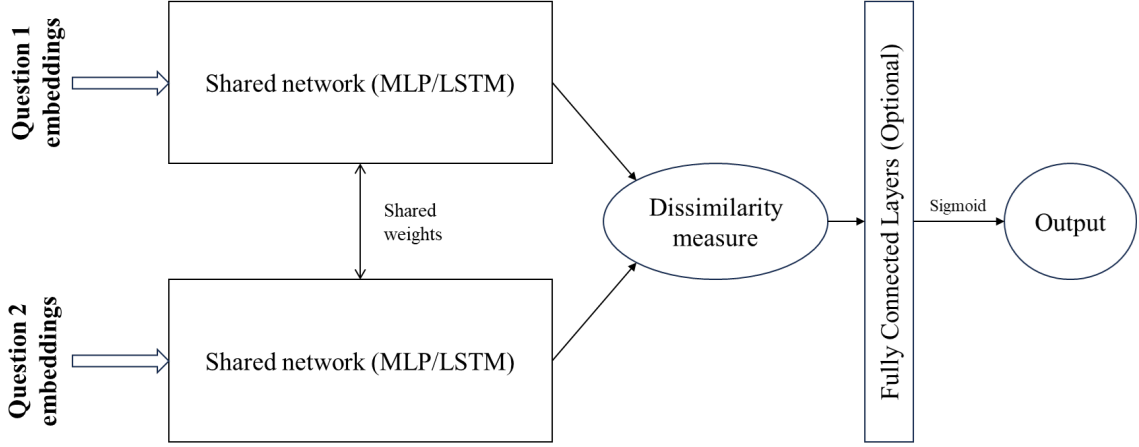 Question 1
embeddings
Shared network (MLP/LSTM)
Shared
weights
Question 2
embeddings
Shared network (MLP/LSTM)
Dissimilarity
measure
Fully Connected Layers (Optional)
Sigmoid
Output